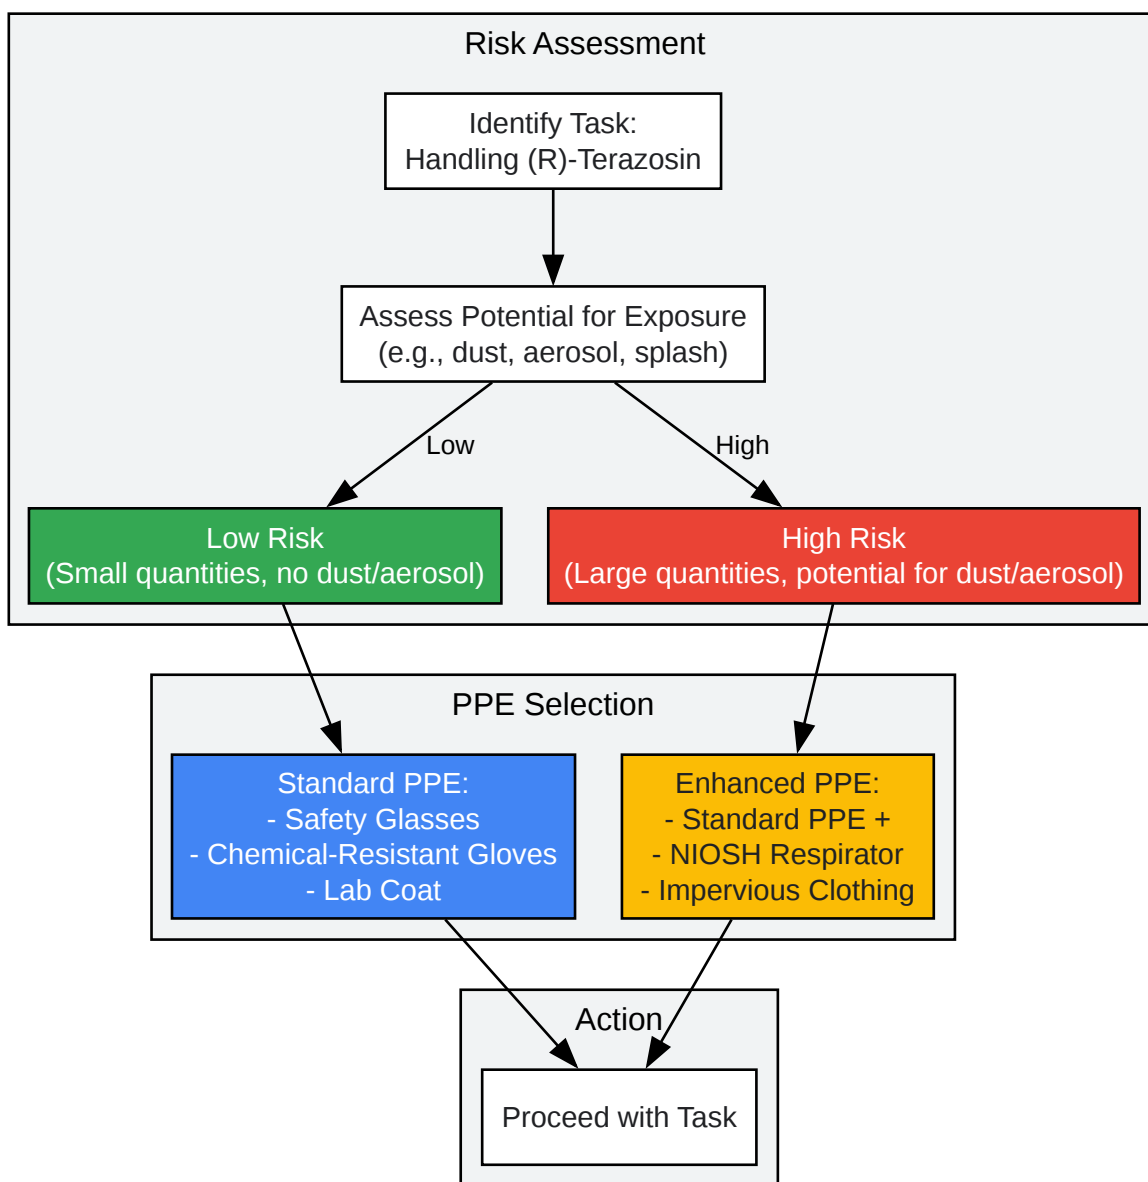 Risk Assessment
Identify Task:
Handling (R)-Terazosin
Assess Potential for Exposure
(e.g., dust, aerosol, splash)
Low
High
Low Risk
(Small quantities, no dust/aerosol)
High Risk
(Large quantities, potential for dust/aerosol)
PPE Selection
Standard PPE:
- Safety Glasses
- Chemical-Resistant Gloves
- Lab Coat
Enhanced PPE:
- Standard PPE +
- NIOSH Respirator
- Impervious Clothing
Action
Proceed with Task